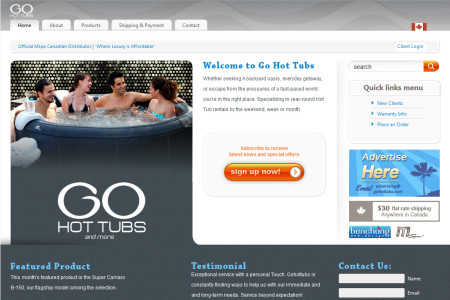 GO
HOT TUBS
Home
About
Products
Shipping & Payment
Contact
Official Mspa Canadian Distributor | "Where Luxury is Affordable"
Client Login
Welcome to Go Hot Tubs
Whether seeking A backyard oasis, everyday getaway,
or escape from the pressures of a fast-paced world
you're in the right place. Specializing in year-round Hot
Tub rentals by the weekend, week or month.
Subscribe to receive
latest news and special offers
sign up now!
search
Quick links menu
New Clients
Warranty Info
Place an Order
Advertise
Here
Email
advertising@
gohottubs.com
$30 flat rate shipping
Anywhere in Canada
GO
HOT TUBS
and more
Featured Product
This month's featured product is the Super Camaro
B-150, our flagship model among the selection.
Testimonial
Exceptional service with a personal Touch. Gohottubs is
constantly finding ways to help us with our immediate and
and long-term needs. Service beyond expectation!
Contact Us:
Name
Email